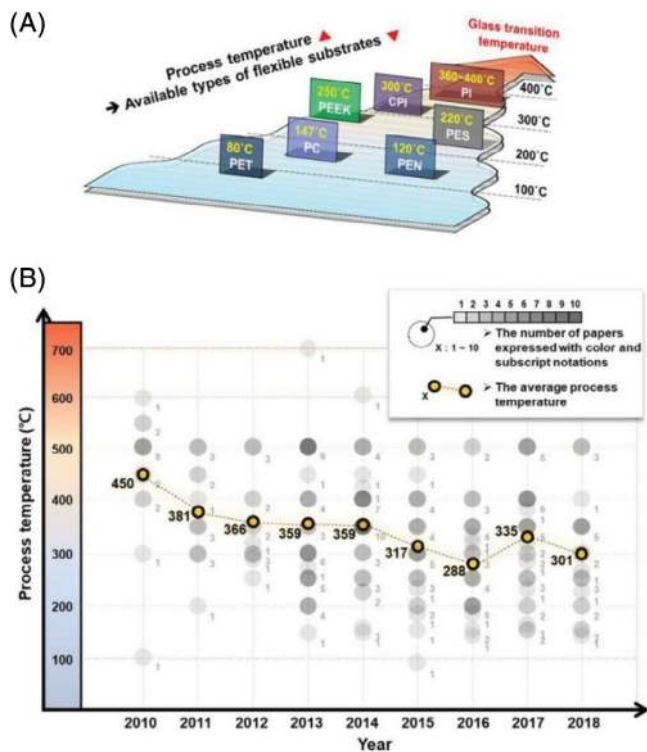 (A)
Process temperature
➔ Available types of flexible substrates
Glass transition
temperature
250°C
PEEK
300°C
CPI
360~400°C
PI
400°C
80°C
PET
147°C
PC
120°C
PEN
220°C
PES
300°C
200°C
100°C
(B)
Process temperature (°C)
700
600
500
400
300
200
100
1 2 3 4 5 6 7 8 9 10
X : 1 ~ 10
➢ The number of papers
expressed with color and
subscript notations
X
➢ The average process
temperature
450
381
366
359
359
317
288
335
301
2010 2011 2012 2013 2014 2015 2016 2017 2018
Year